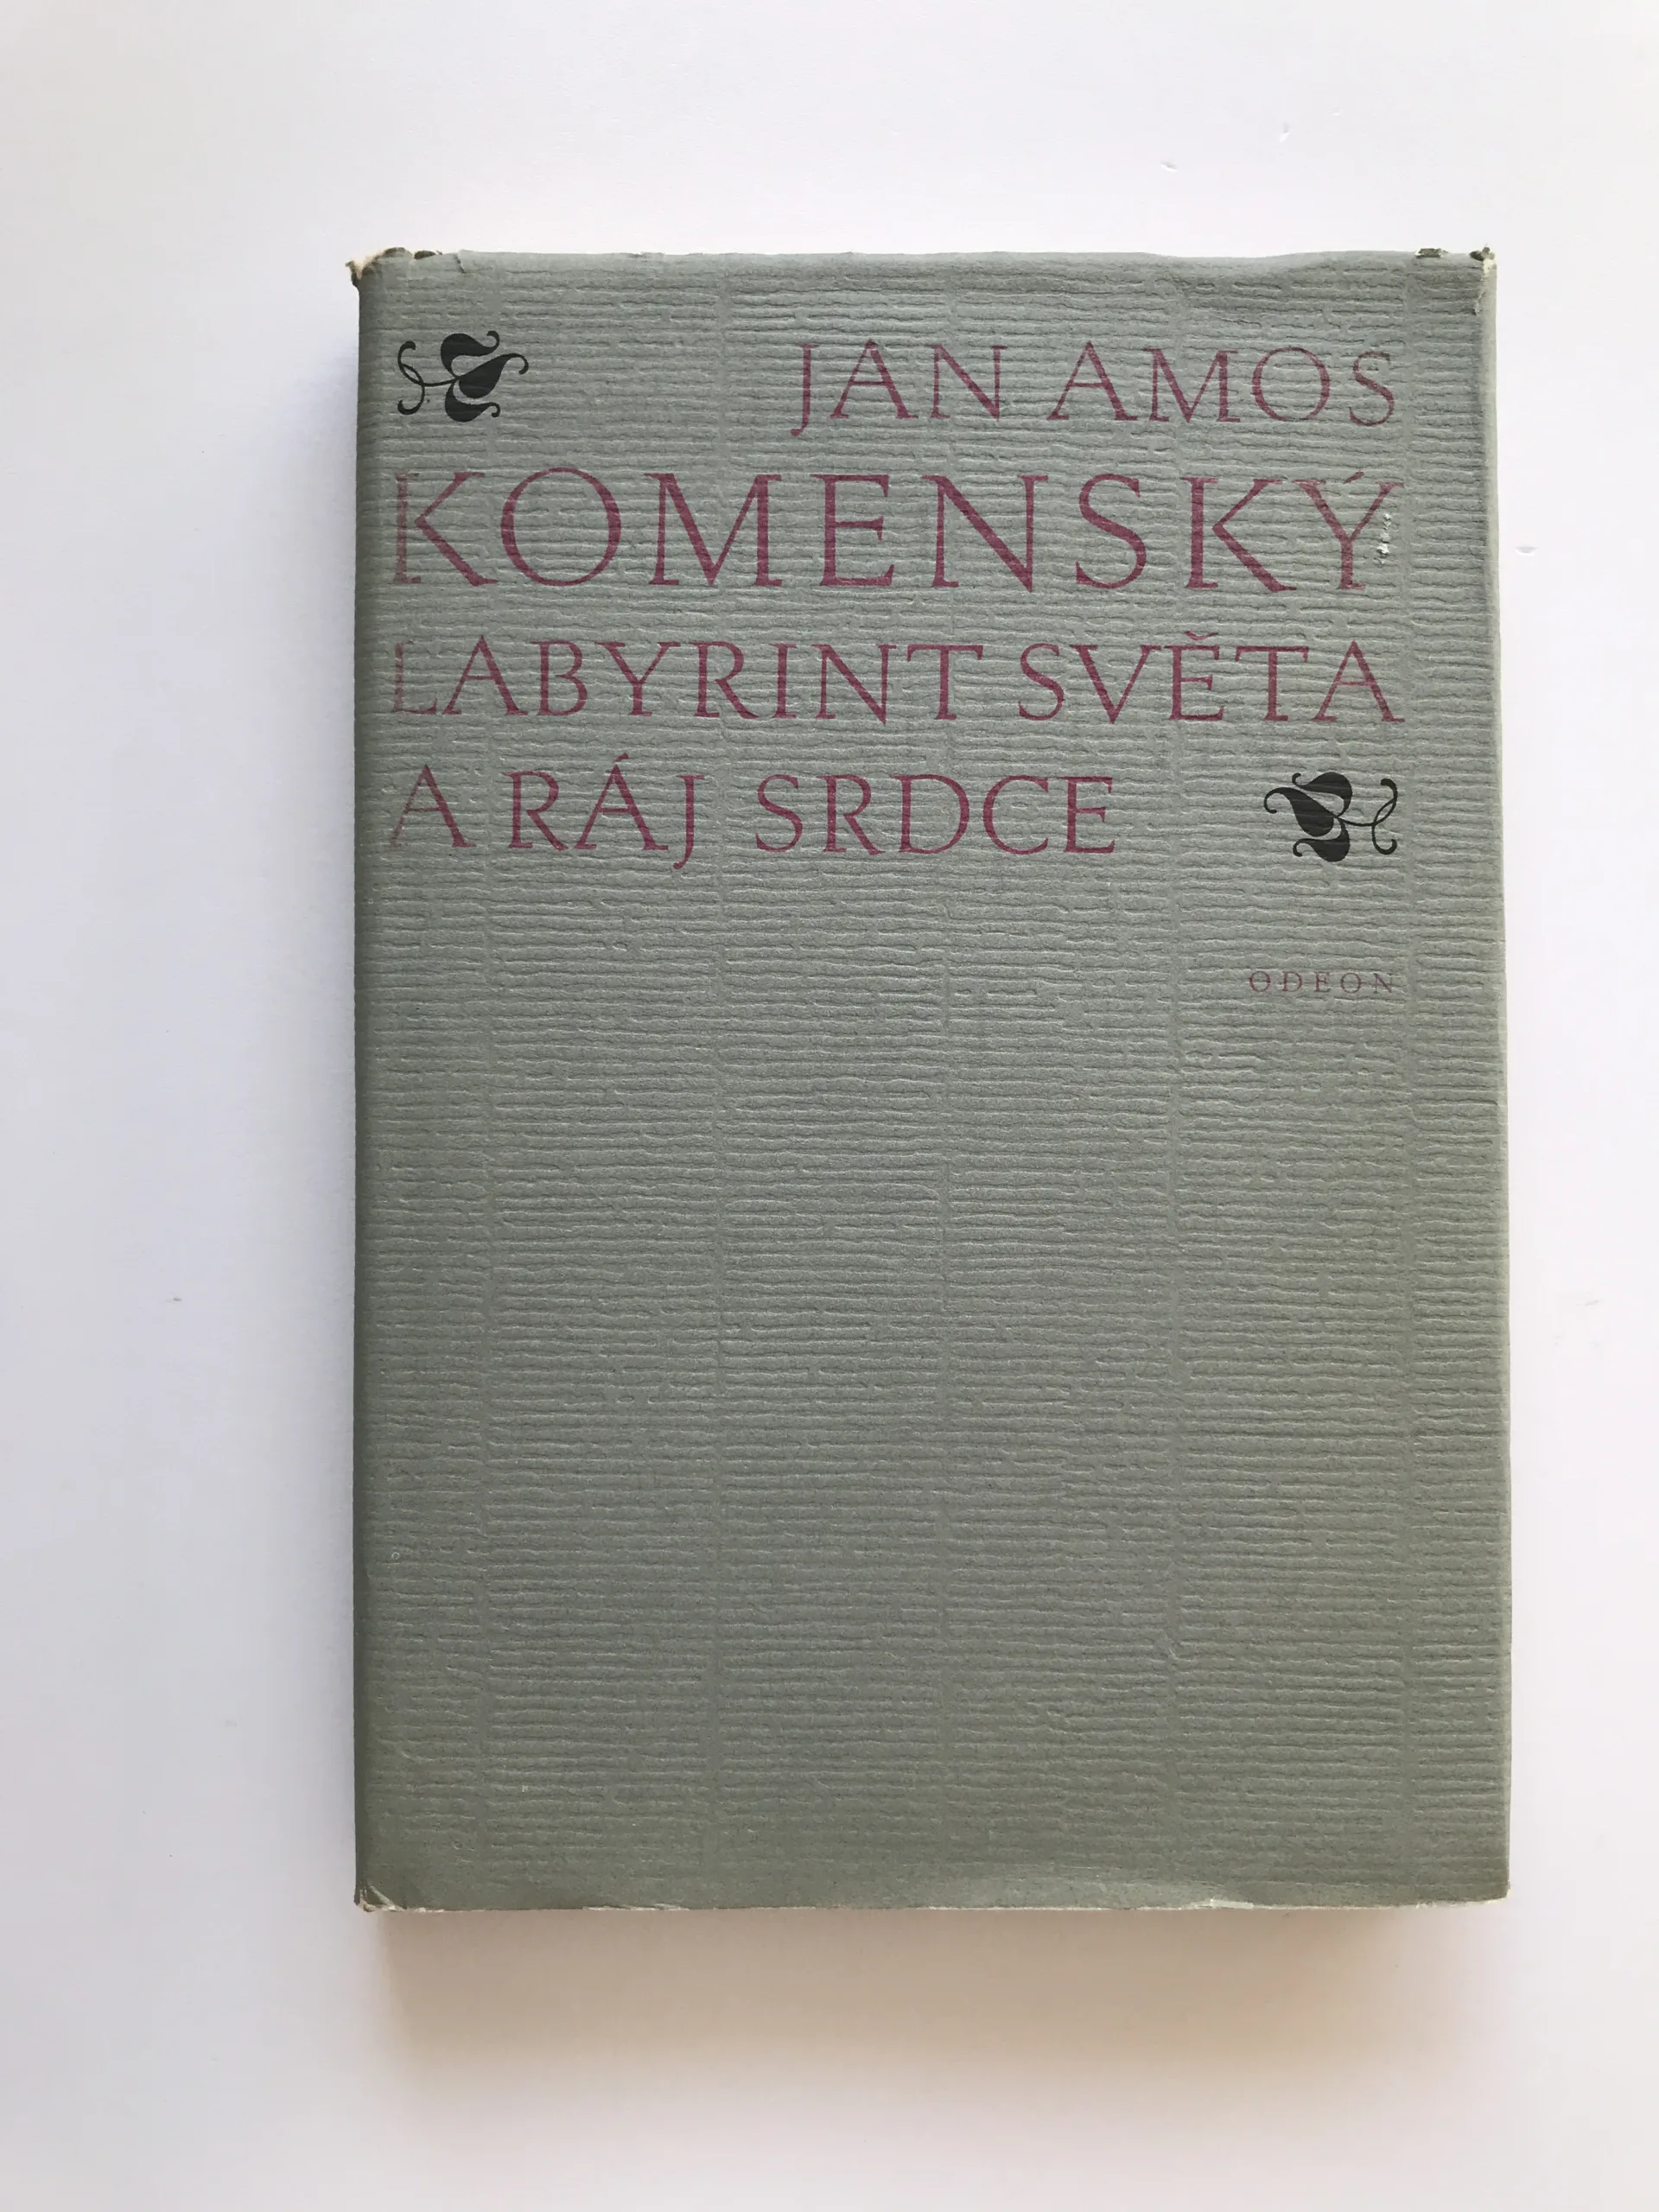 JAN AMOS
KOMENSKÝ
LABYRINT SVĚTA
A RÁJ SRDCE
ODEON